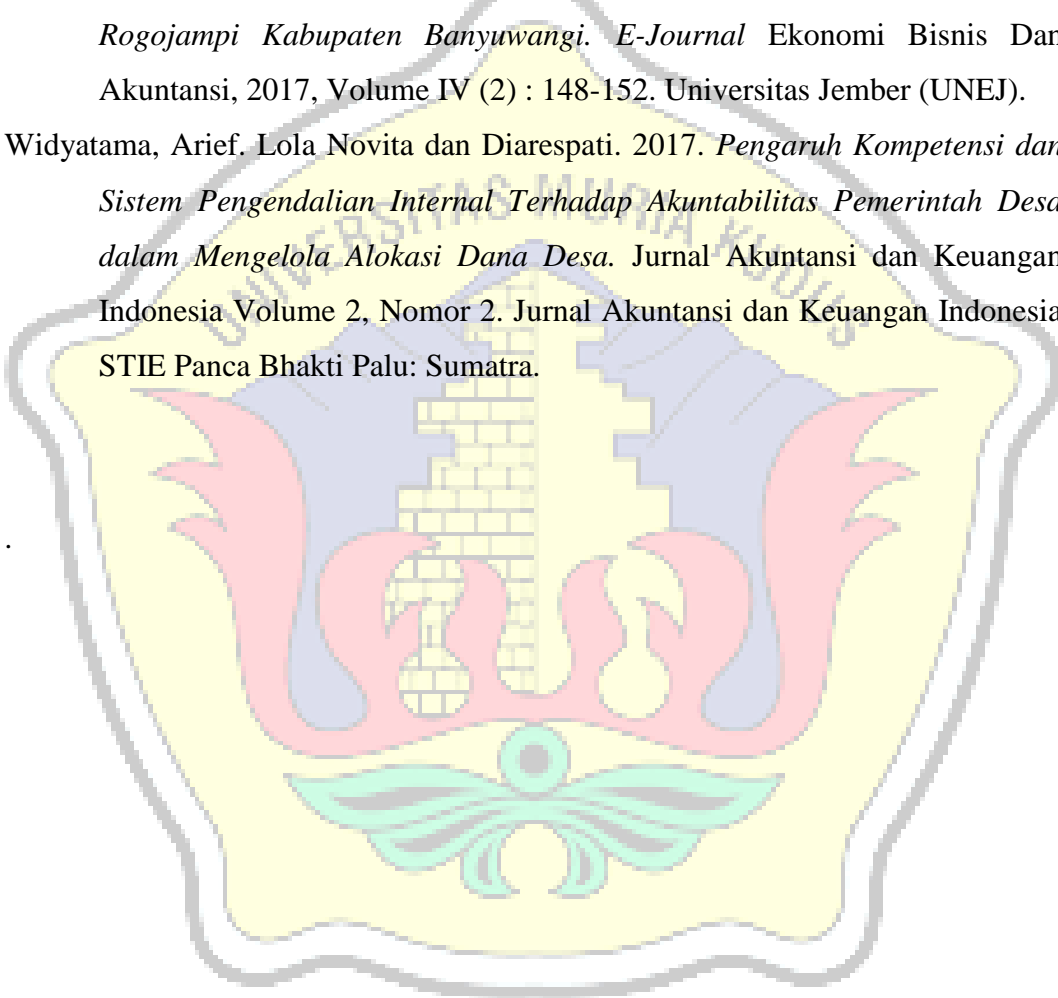 Rogojampi Kabupaten Banyuwangi. E-Journal Ekonomi Bisnis Dan
Akuntansi, 2017, Volume IV (2) : 148-152. Universitas Jember (UNEJ).
Widyatama, Arief. Lola Novita dan Diarespati. 2017. Pengaruh Kompetensi dan
Sistem Pengendalian Internal Terhadap Akuntabilitas Pemerintah Desa
dalam Mengelola Alokasi Dana Desa. Jurnal Akuntansi dan Keuangan
Indonesia Volume 2, Nomor 2. Jurnal Akuntansi dan Keuangan Indonesia
STIE Panca Bhakti Palu: Sumatra.
.
UNIVERSITAS MURIA KUDUS